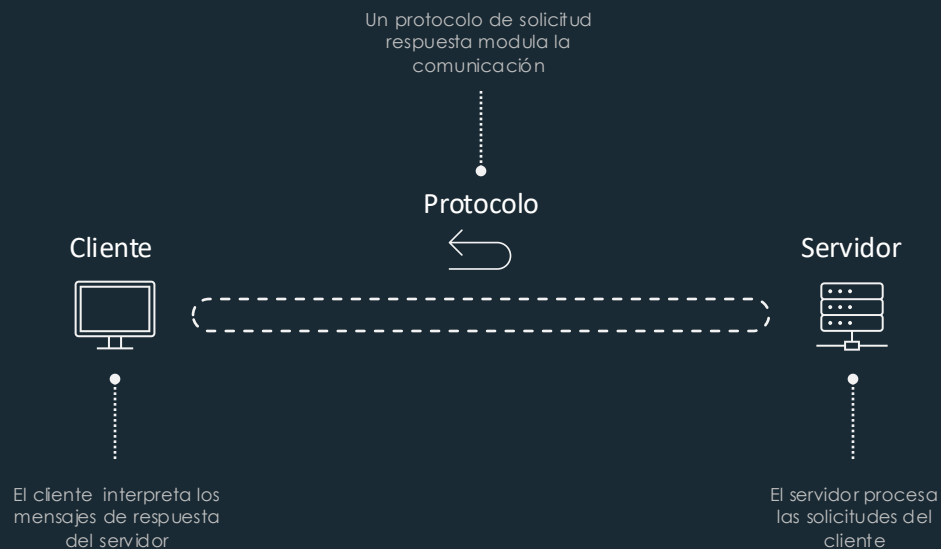 Un protocolo de solicitud
respuesta modula la
comunicación
Protocolo
Cliente
Servidor
El cliente interpreta los
mensajes de respuesta
del servidor
El servidor procesa
las solicitudes del
cliente